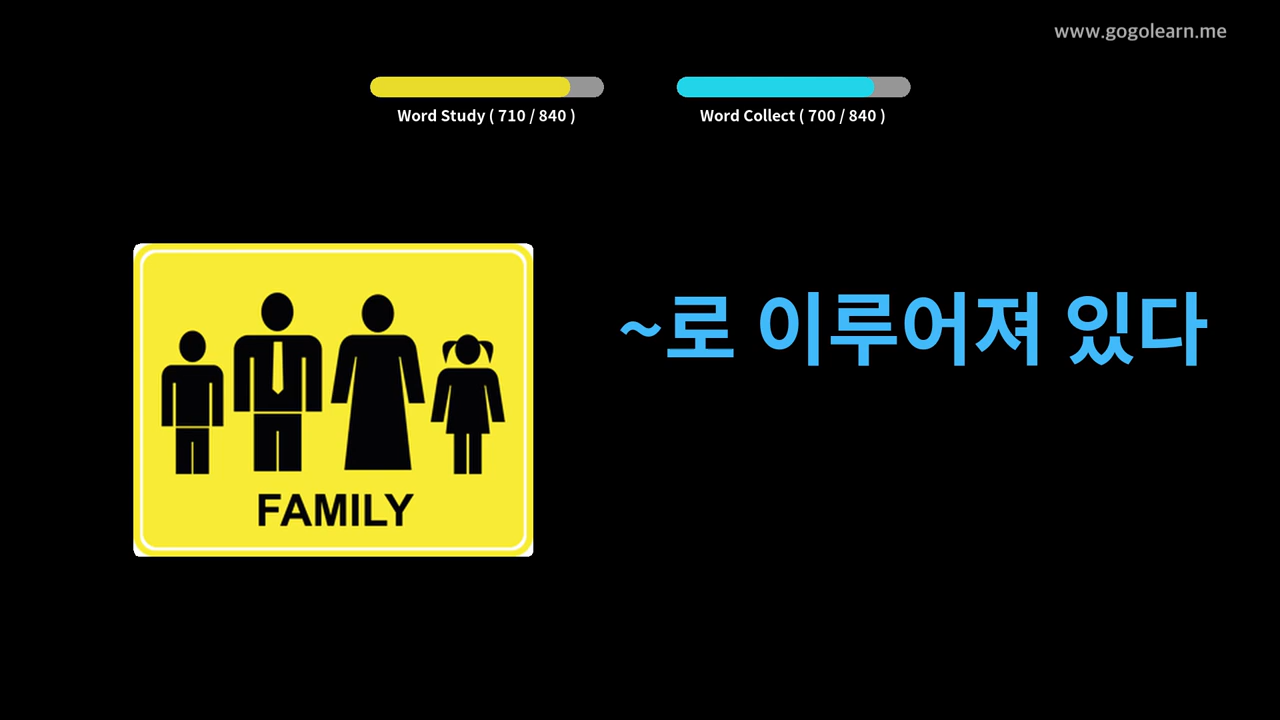 www.gogolearn.me
Word Study ( 710 / 840 )
Word Collect ( 700 / 840 )
~로 이루어져 있다
FAMILY